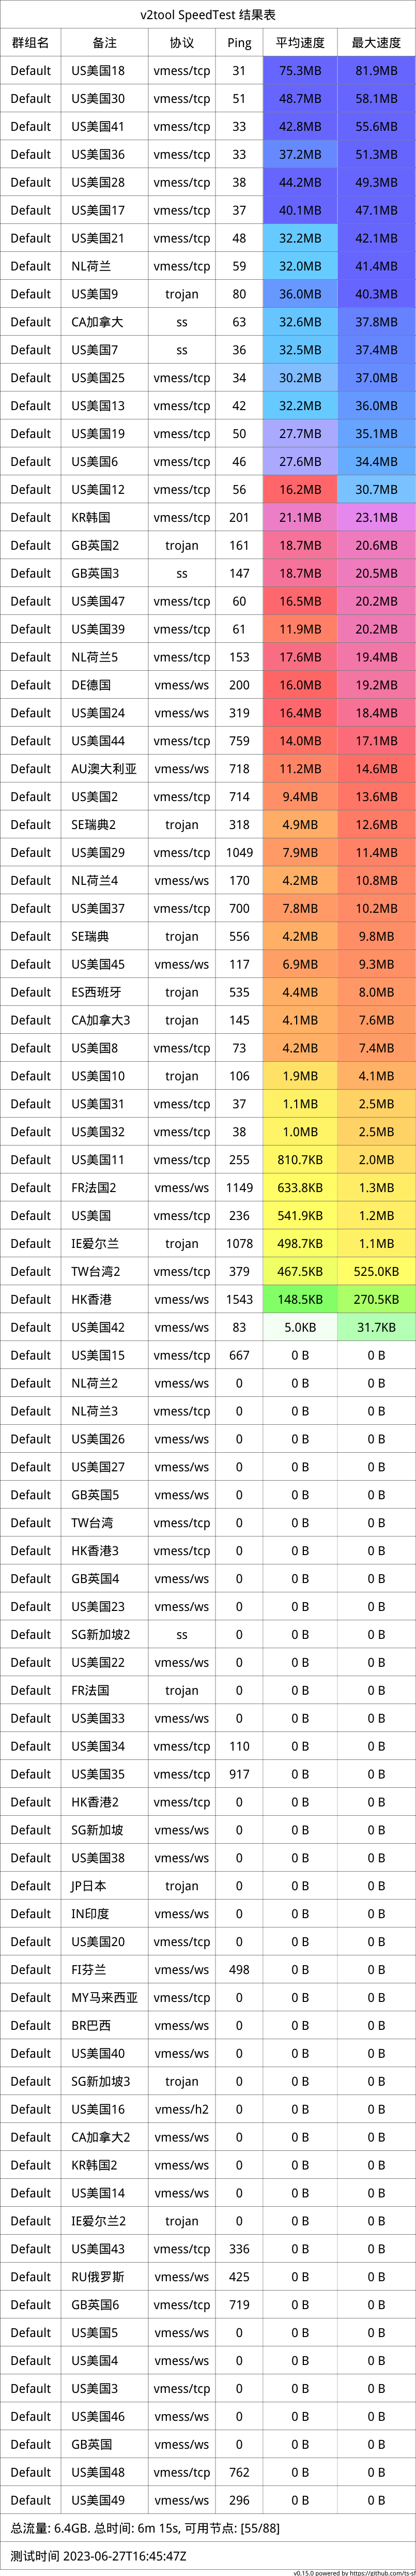 v2tool SpeedTest 结果表
群组名 备注 协议 Ping 平均速度 最大速度
Default US美国18 vmess/tcp 31 75.3MB 81.9MB
Default US美国30 vmess/tcp 51 48.7MB 58.1MB
Default US美国41 vmess/tcp 33 42.8MB 55.6MB
Default US美国36 vmess/tcp 33 37.2MB 51.3MB
Default US美国28 vmess/tcp 38 44.2MB 49.3MB
Default US美国17 vmess/tcp 37 40.1MB 47.1MB
Default US美国21 vmess/tcp 48 32.2MB 42.1MB
Default NL荷兰 vmess/tcp 59 32.0MB 41.4MB
Default US美国9 trojan 80 36.0MB 40.3MB
Default CA加拿大 ss 63 32.6MB 37.8MB
Default US美国7 ss 36 32.5MB 37.4MB
Default US美国25 vmess/tcp 34 30.2MB 37.0MB
Default US美国13 vmess/tcp 42 32.2MB 36.0MB
Default US美国19 vmess/tcp 50 27.7MB 35.1MB
Default US美国6 vmess/tcp 46 27.6MB 34.4MB
Default US美国12 vmess/tcp 56 16.2MB 30.7MB
Default KR韩国 vmess/tcp 201 21.1MB 23.1MB
Default GB英国2 trojan 161 18.7MB 20.6MB
Default GB英国3 ss 147 18.7MB 20.5MB
Default US美国47 vmess/tcp 60 16.5MB 20.2MB
Default US美国39 vmess/tcp 61 11.9MB 20.2MB
Default NL荷兰5 vmess/tcp 153 17.6MB 19.4MB
Default DE德国 vmess/ws 200 16.0MB 19.2MB
Default US美国24 vmess/ws 319 16.4MB 18.4MB
Default US美国44 vmess/tcp 759 14.0MB 17.1MB
Default AU澳大利亚 vmess/ws 718 11.2MB 14.6MB
Default US美国2 vmess/tcp 714 9.4MB 13.6MB
Default SE瑞典2 trojan 318 4.9MB 12.6MB
Default US美国29 vmess/tcp 1049 7.9MB 11.4MB
Default NL荷兰4 vmess/ws 170 4.2MB 10.8MB
Default US美国37 vmess/tcp 700 7.8MB 10.2MB
Default SE瑞典 trojan 556 4.2MB 9.8MB
Default US美国45 vmess/ws 117 6.9MB 9.3MB
Default ES西班牙 trojan 535 4.4MB 8.0MB
Default CA加拿大3 trojan 145 4.1MB 7.6MB
Default US美国8 vmess/tcp 73 4.2MB 7.4MB
Default US美国10 trojan 106 1.9MB 4.1MB
Default US美国31 vmess/tcp 37 1.1MB 2.5MB
Default US美国32 vmess/tcp 38 1.0MB 2.5MB
Default US美国11 vmess/tcp 255 810.7KB 2.0MB
Default FR法国2 vmess/ws 1149 633.8KB 1.3MB
Default US美国 vmess/tcp 236 541.9KB 1.2MB
Default IE爱尔兰 trojan 1078 498.7KB 1.1MB
Default TW台湾2 vmess/tcp 379 467.5KB 525.0KB
Default HK香港 vmess/ws 1543 148.5KB 270.5KB
Default US美国42 vmess/ws 83 5.0KB 31.7KB
Default US美国15 vmess/tcp 667 0 B 0 B
Default NL荷兰2 vmess/ws 0 0 B 0 B
Default NL荷兰3 vmess/tcp 0 0 B 0 B
Default US美国26 vmess/ws 0 0 B 0 B
Default US美国27 vmess/ws 0 0 B 0 B
Default GB英国5 vmess/ws 0 0 B 0 B
Default TW台湾 vmess/tcp 0 0 B 0 B
Default HK香港3 vmess/tcp 0 0 B 0 B
Default GB英国4 vmess/ws 0 0 B 0 B
Default US美国23 vmess/ws 0 0 B 0 B
Default SG新加坡2 ss 0 0 B 0 B
Default US美国22 vmess/ws 0 0 B 0 B
Default FR法国 trojan 0 0 B 0 B
Default US美国33 vmess/ws 0 0 B 0 B
Default US美国34 vmess/tcp 110 0 B 0 B
Default US美国35 vmess/tcp 917 0 B 0 B
Default HK香港2 vmess/tcp 0 0 B 0 B
Default SG新加坡 vmess/ws 0 0 B 0 B
Default US美国38 vmess/ws 0 0 B 0 B
Default JP日本 trojan 0 0 B 0 B
Default IN印度 vmess/ws 0 0 B 0 B
Default US美国20 vmess/tcp 0 0 B 0 B
Default FI芬兰 vmess/ws 498 0 B 0 B
Default MY马来西亚 vmess/tcp 0 0 B 0 B
Default BR巴西 vmess/ws 0 0 B 0 B
Default US美国40 vmess/ws 0 0 B 0 B
Default SG新加坡3 trojan 0 0 B 0 B
Default US美国16 vmess/h2 0 0 B 0 B
Default CA加拿大2 vmess/ws 0 0 B 0 B
Default KR韩国2 vmess/ws 0 0 B 0 B
Default US美国14 vmess/ws 0 0 B 0 B
Default IE爱尔兰2 trojan 0 0 B 0 B
Default US美国43 vmess/tcp 336 0 B 0 B
Default RU俄罗斯 vmess/ws 425 0 B 0 B
Default GB英国6 vmess/tcp 719 0 B 0 B
Default US美国5 vmess/ws 0 0 B 0 B
Default US美国4 vmess/ws 0 0 B 0 B
Default US美国3 vmess/tcp 0 0 B 0 B
Default US美国46 vmess/ws 0 0 B 0 B
Default GB英国 vmess/ws 0 0 B 0 B
Default US美国48 vmess/tcp 762 0 B 0 B
Default US美国49 vmess/ws 296 0 B 0 B
总流量: 6.4GB. 总时间: 6m 15s, 可用节点: [55/88]
测试时间 2023-06-27T16:45:47Z
v0.15.0 powered by https://github.com/ts-sf